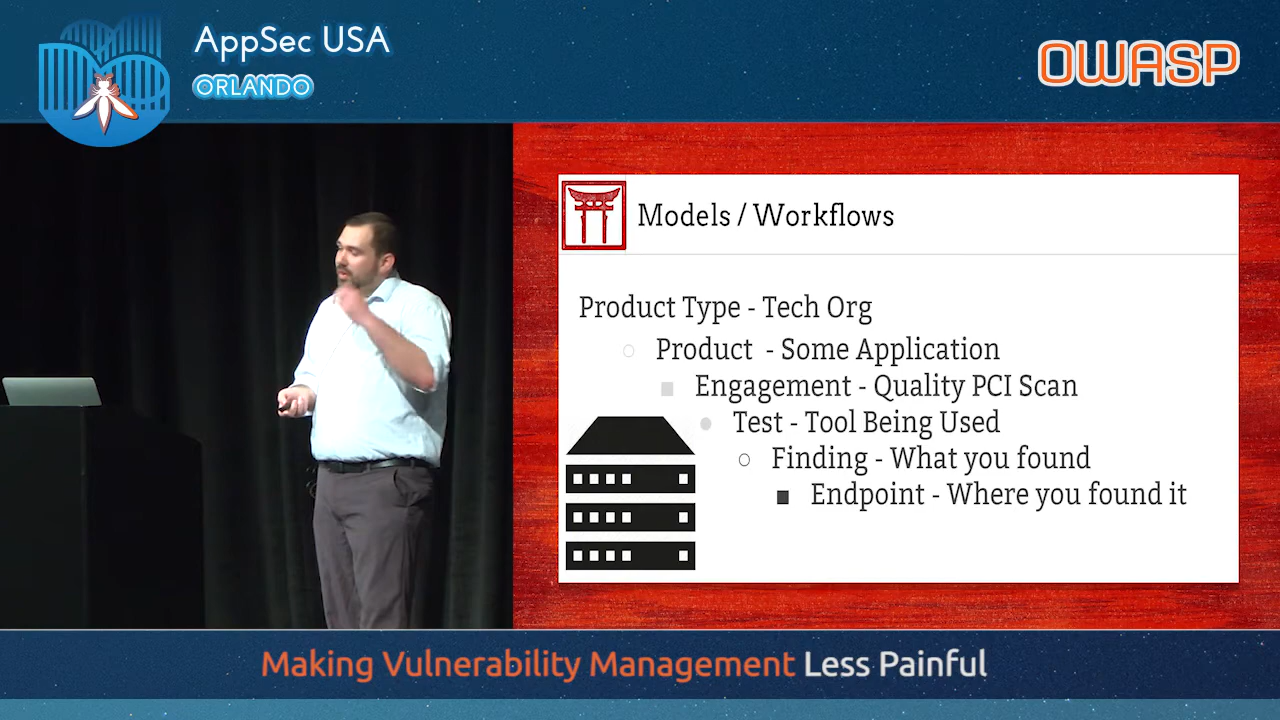 AppSec USA
ORLANDO
OWASP
Models / Workflows
Product Type - Tech Org
Product - Some Application
Engagement - Quality PCI Scan
Test - Tool Being Used
Finding - What you found
Endpoint - Where you found it
Making Vulnerability Management Less Painful